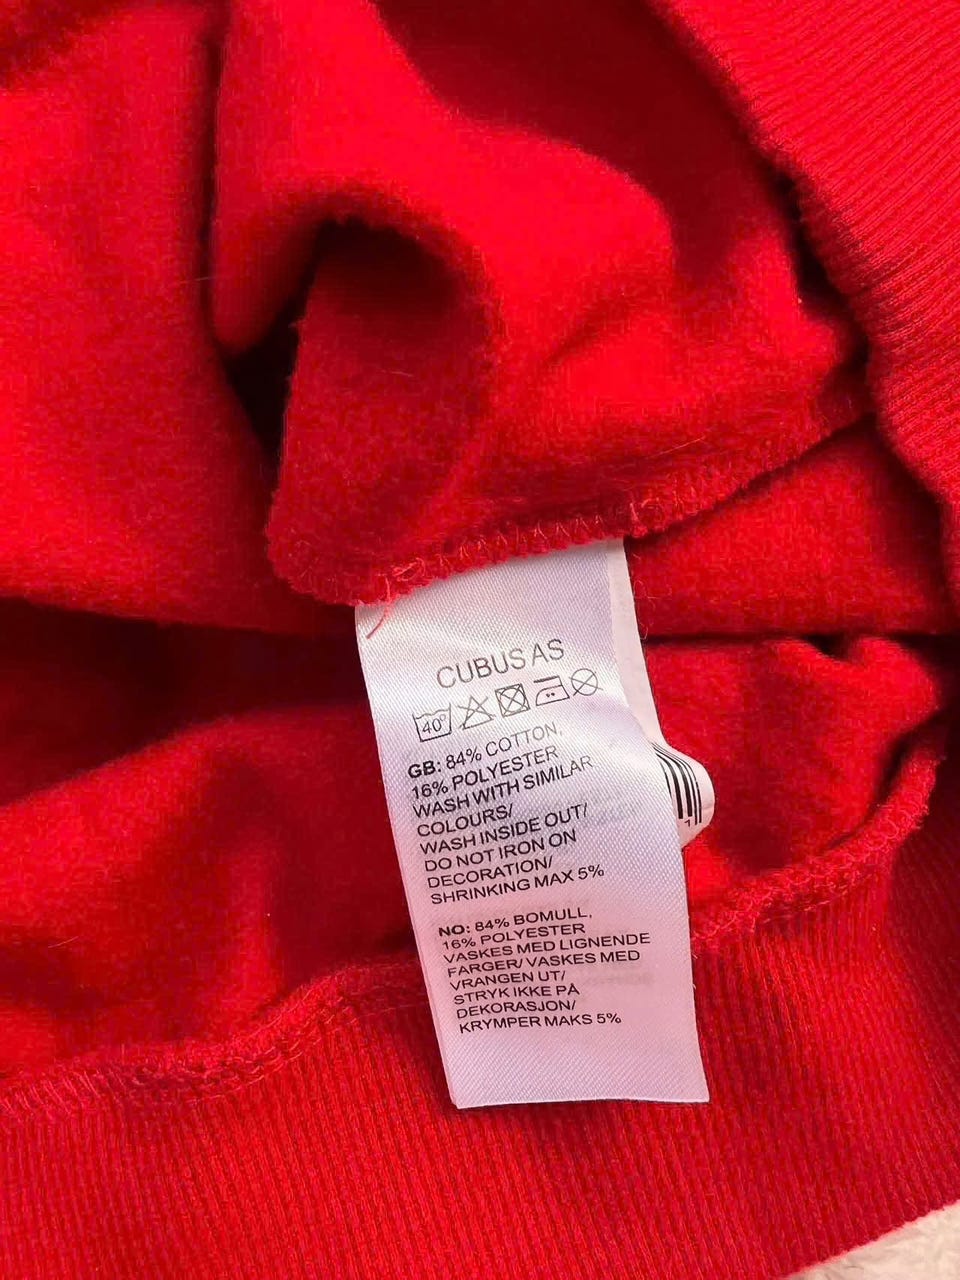 CUBUS AS
40°
GB: 84% COTTON,
16% POLYESTER
WASH WITH SIMILAR
COLOURS/
WASH INSIDE OUT/
DO NOT IRON ON
DECORATION/
SHRINKING MAX 5%
NO: 84% BOMULL,
16% POLYESTER
VASKES MED LIGNENDE
FARGER/ VASKES MED
VRANGEN UT/
STRYK IKKE PÅ
DEKORASJON/
KRYMPER MAKS 5%